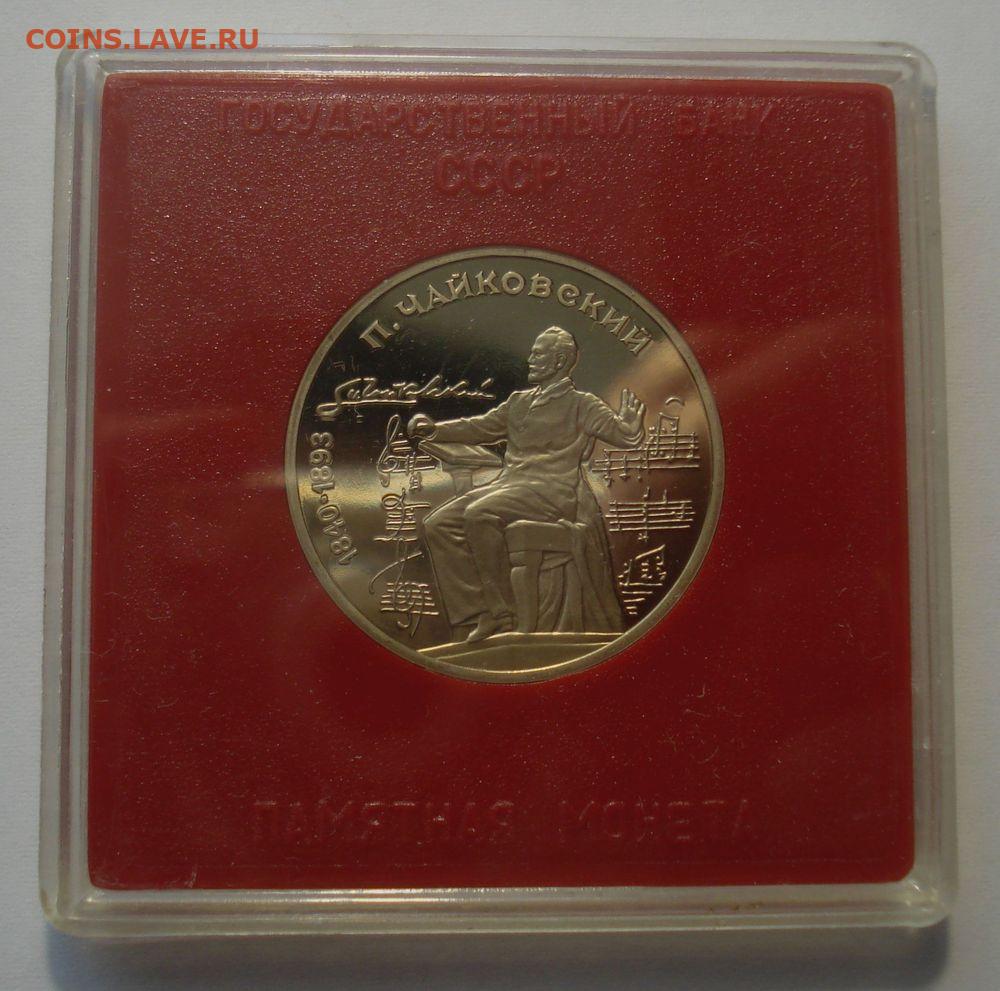 COINS.LAVE.RU
ГОСУДАРСТВЕННЫЙ БАНК
СССР
П. ЧАЙКОВСКИЙ
1840·1893
ПАМЯТНАЯ МОНЕТА